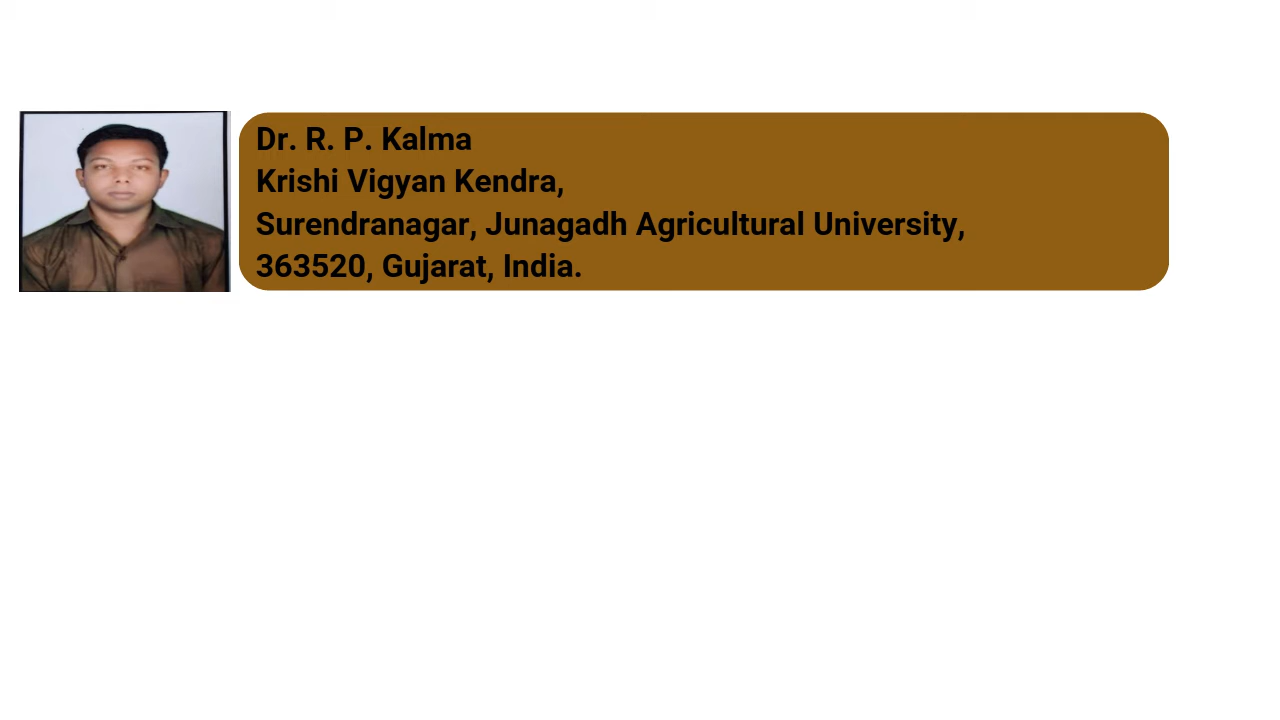 Dr. R. P. Kalma
Krishi Vigyan Kendra,
Surendranagar, Junagadh Agricultural University,
363520, Gujarat, India.